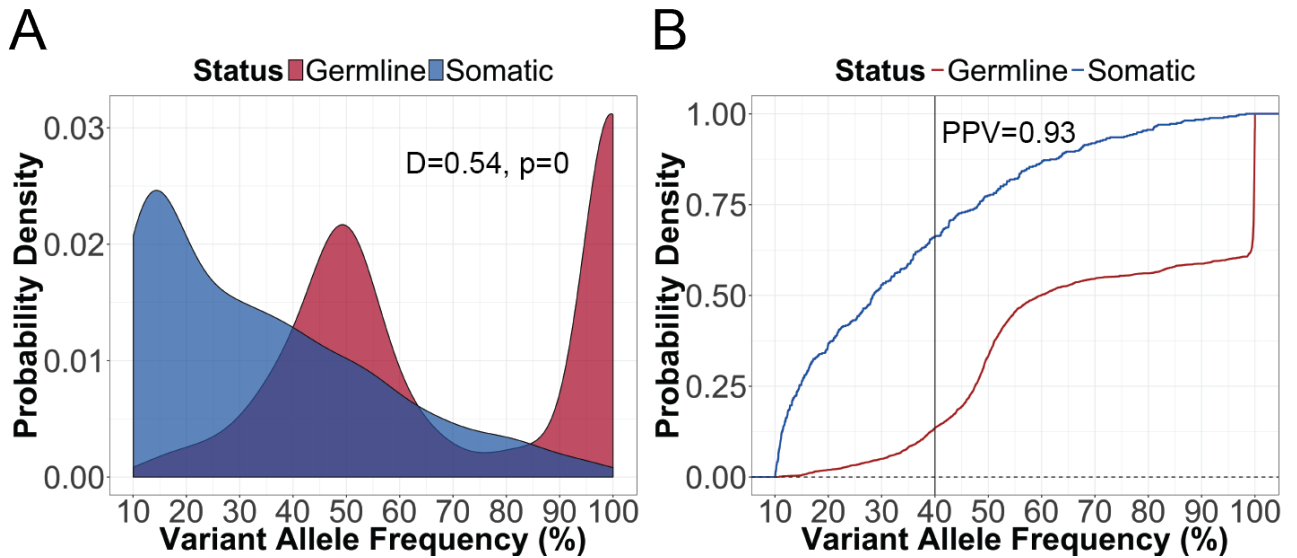 A
Status Germline Somatic
D=0.54, p=0
0.03
0.02
0.01
0.00
Probability Density
10 20 30 40 50 60 70 80 90 100
Variant Allele Frequency (%)
B
Status Germline Somatic
PPV=0.93
1.00
0.75
0.50
0.25
0.00
Probability Density
10 20 30 40 50 60 70 80 90 100
Variant Allele Frequency (%)